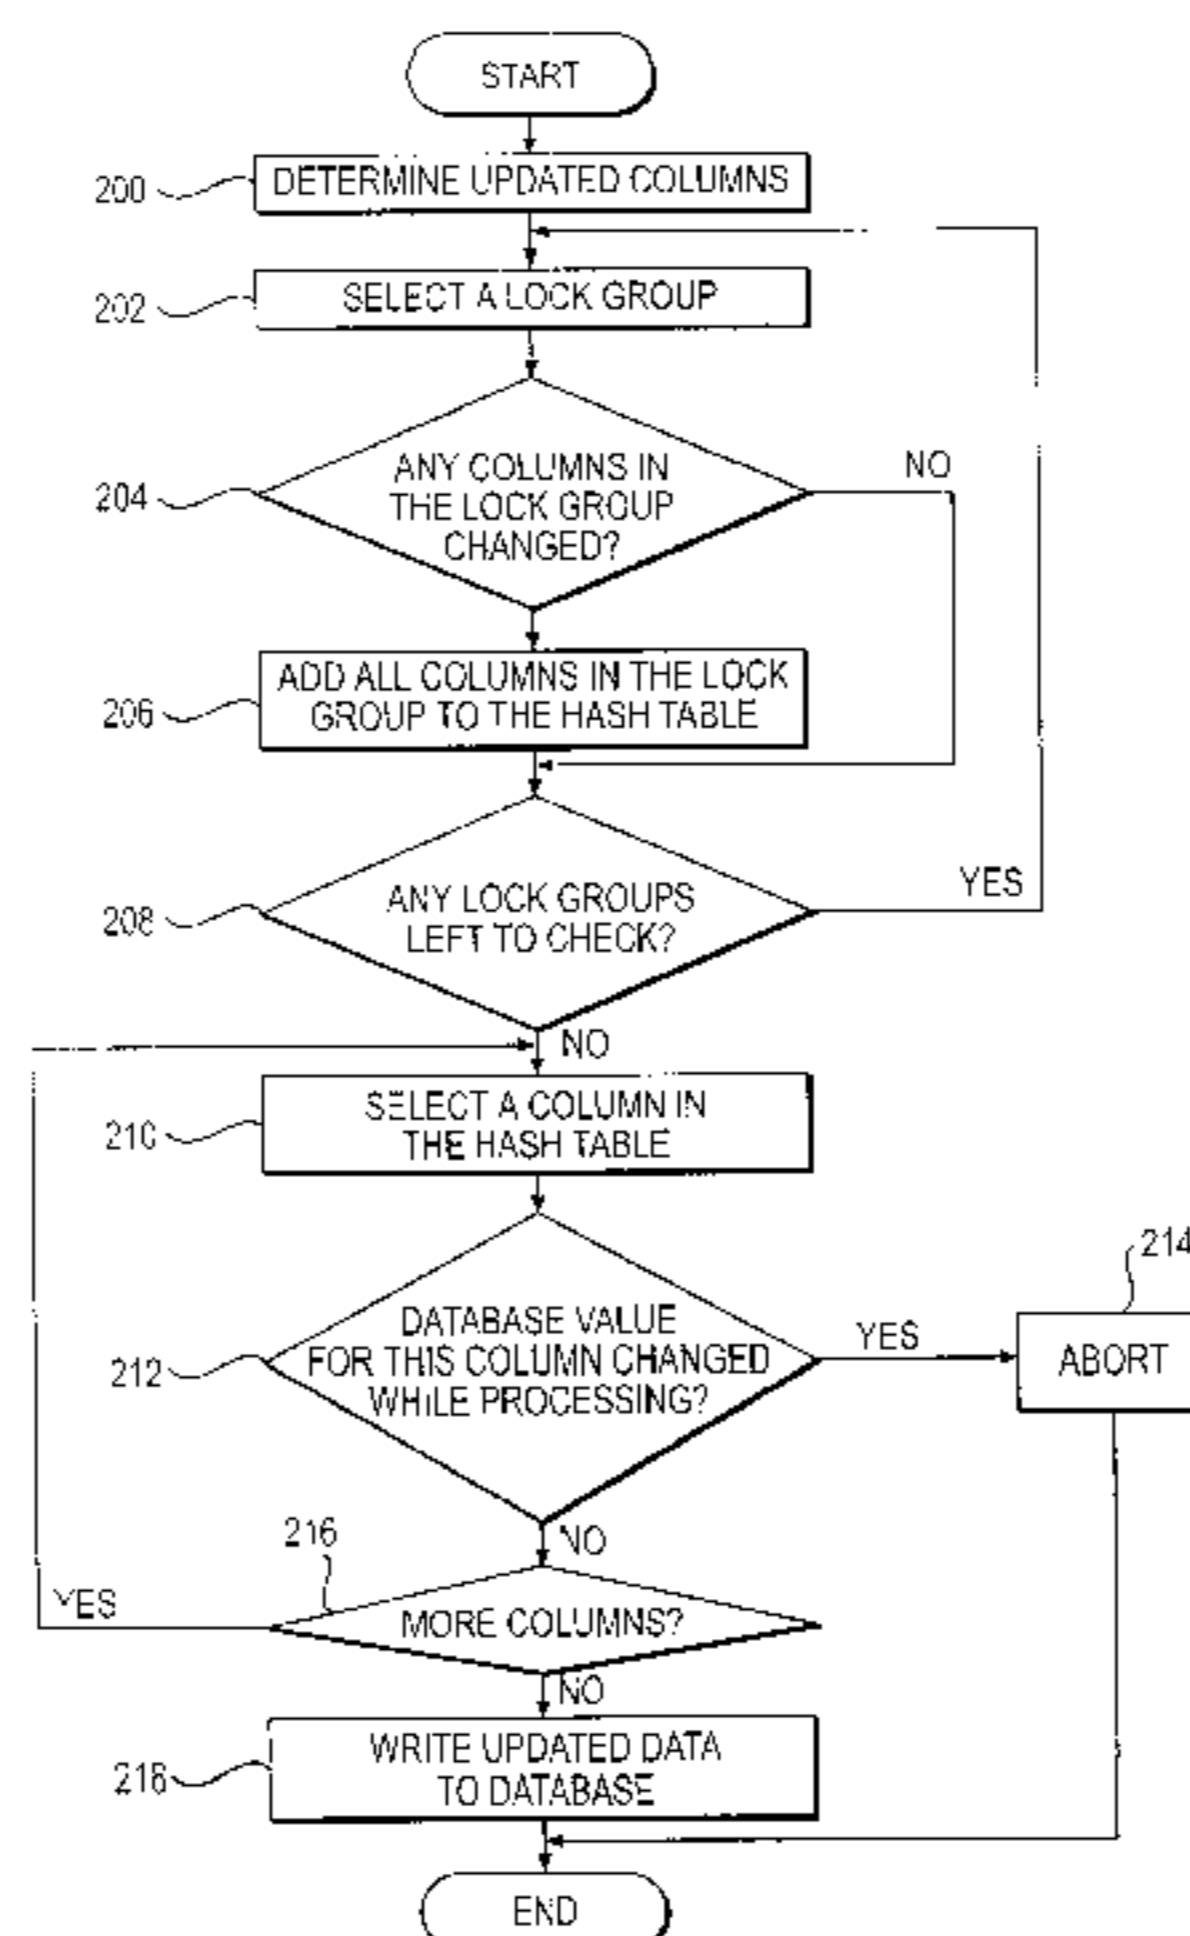 START
200
DETERMINE UPDATED COLUMNS
202
SELECT A LOCK GROUP
204
ANY COLUMNS IN
THE LOCK GROUP
CHANGED?
NO
206
ADD ALL COLUMNS IN THE LOCK
GROUP TO THE HASH TABLE
208
ANY LOCK GROUPS
LEFT TO CHECK?
YES
NO
210
SELECT A COLUMN IN
THE HASH TABLE
212
DATABASE VALUE
FOR THIS COLUMN CHANGED
WHILE PROCESSING?
YES
214
ABORT
NO
216
MORE COLUMNS?
YES
NO
218
WRITE UPDATED DATA
TO DATABASE
END